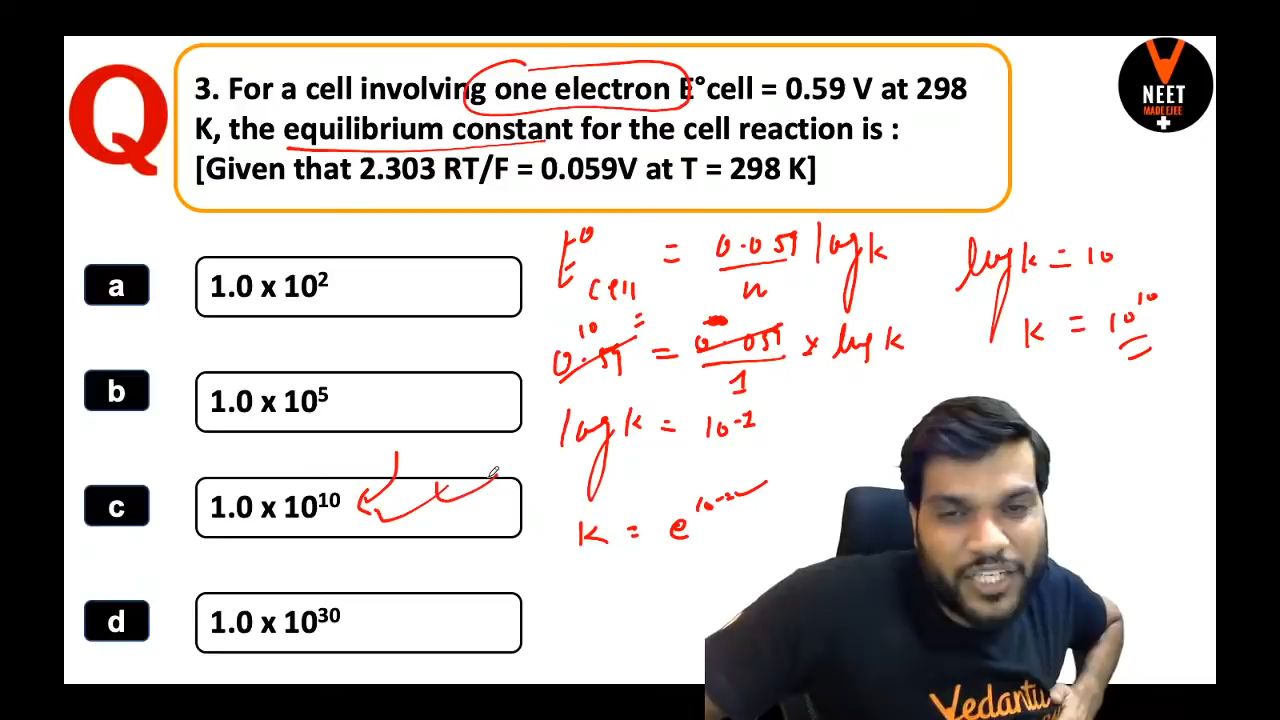 Q
3. For a cell involving one electron E°cell = 0.59 V at 298
K, the equilibrium constant for the cell reaction is :
[Given that 2.303 RT/F = 0.059V at T = 298 K]
NEET
MADE EJEE
a
1.0 x 10²
b
1.0 x 10⁵
c
1.0 x 10¹⁰
d
1.0 x 10³⁰
E⁰cell = 0.059/n log k
0.59 = 0.059/1 × log k
10
log k = 10⁻¹
k = e
log k = 10
k = 10¹⁰
Vedantu